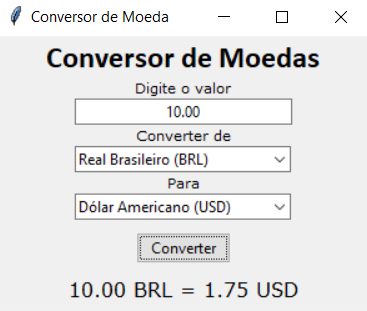 Conversor de Moeda
Conversor de Moedas
Digite o valor
10.00
Converter de
Real Brasileiro (BRL)
Para
Dólar Americano (USD)
Converter
10.00 BRL = 1.75 USD